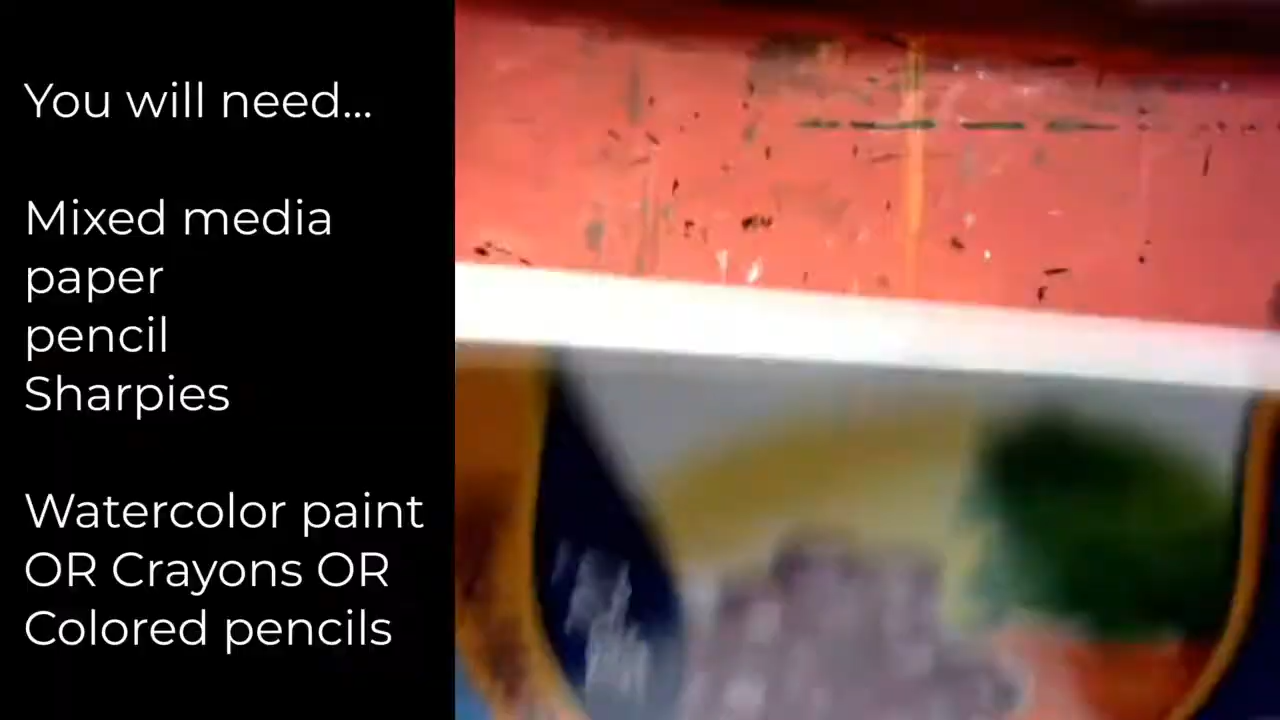 You will need...
Mixed media
paper
pencil
Sharpies
Watercolor paint
OR Crayons OR
Colored pencils